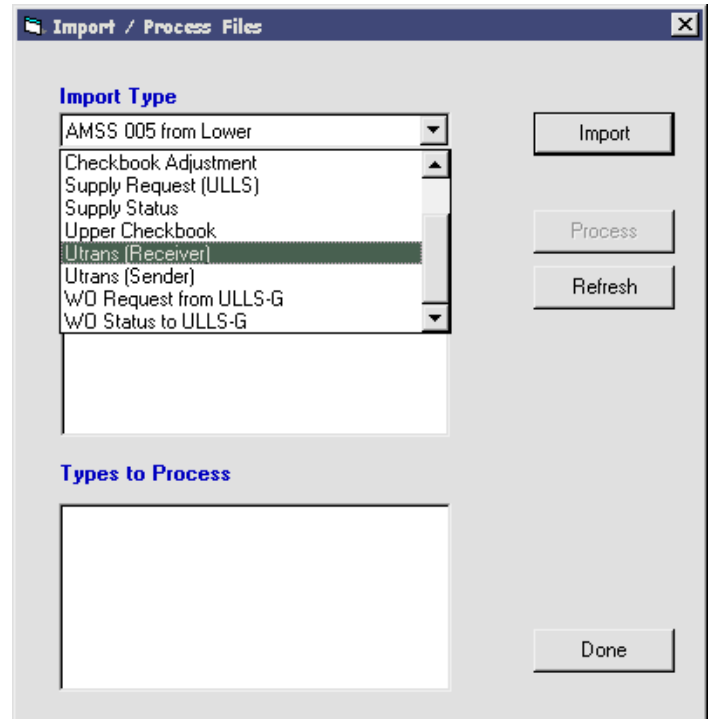 Import / Process Files
Import Type
AMSS 005 from Lower
Import
Checkbook Adjustment
Supply Request (ULLS)
Supply Status
Upper Checkbook
Process
Utrans (Receiver)
Utrans (Sender)
Refresh
WO Request from ULLS-G
WO Status to ULLS-G
Types to Process
Done